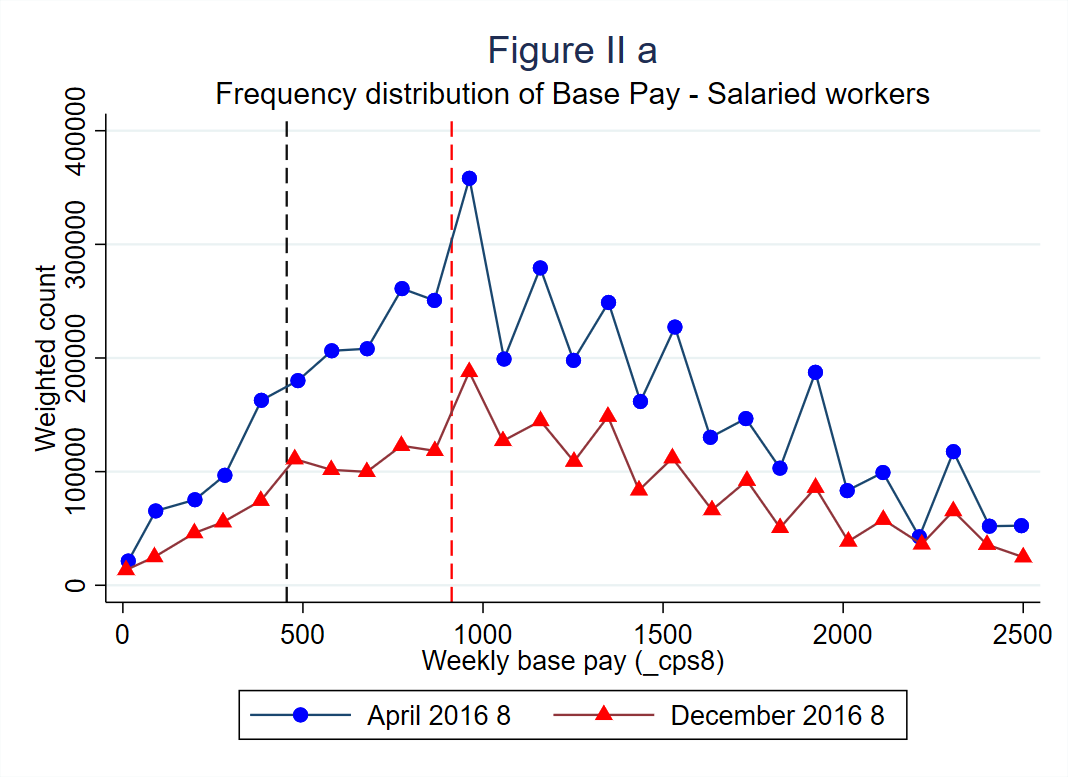 Figure II a
Frequency distribution of Base Pay - Salaried workers
Weighted count
400000
300000
200000
100000
0
0 500 1000 1500 2000 2500
Weekly base pay (_cps8)
April 2016 8 December 2016 8